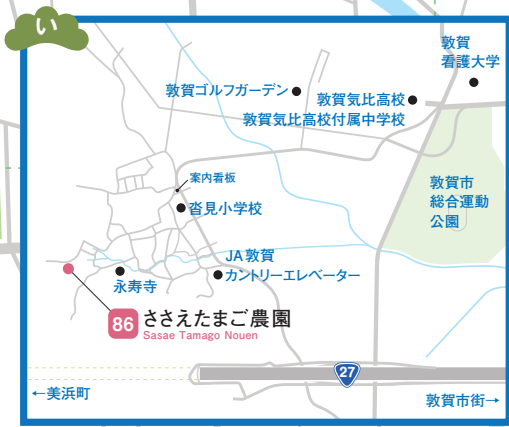 い
敦賀
看護大学
敦賀ゴルフガーデン
敦賀気比高校
敦賀気比高校付属中学校
案内看板
沓見小学校
敦賀市
総合運動
公園
JA敦賀
カントリーエレベーター
永寿寺
86 ささえたまご農園
Sasae Tamago Nouen
27
←美浜町
敦賀市街→